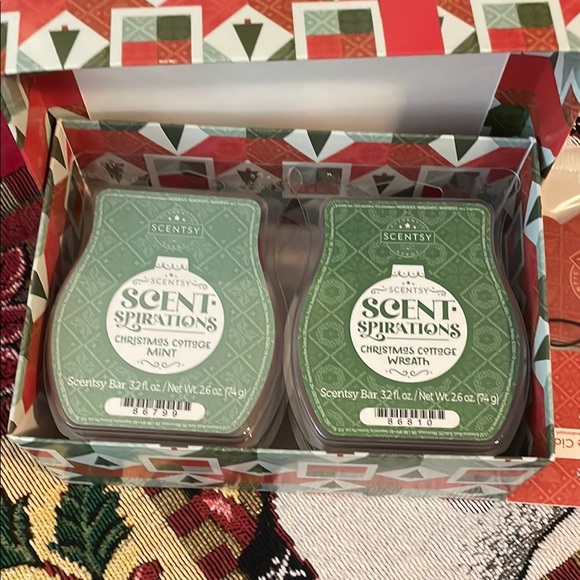 SCENTSY
SCENTSY
SCENT-
SPIRATIONS
CHRISTMAS COTTAGE
MINT
Scentsy Bar 3.2 fl. oz / Net Wt. 2.6 oz (74 g)
86799
SCENTSY
SCENTSY
SCENT-
SPIRATIONS
CHRISTMAS COTTAGE
WREATH
Scentsy Bar 3.2 fl. oz / Net Wt. 2.6 oz (74 g)
86810